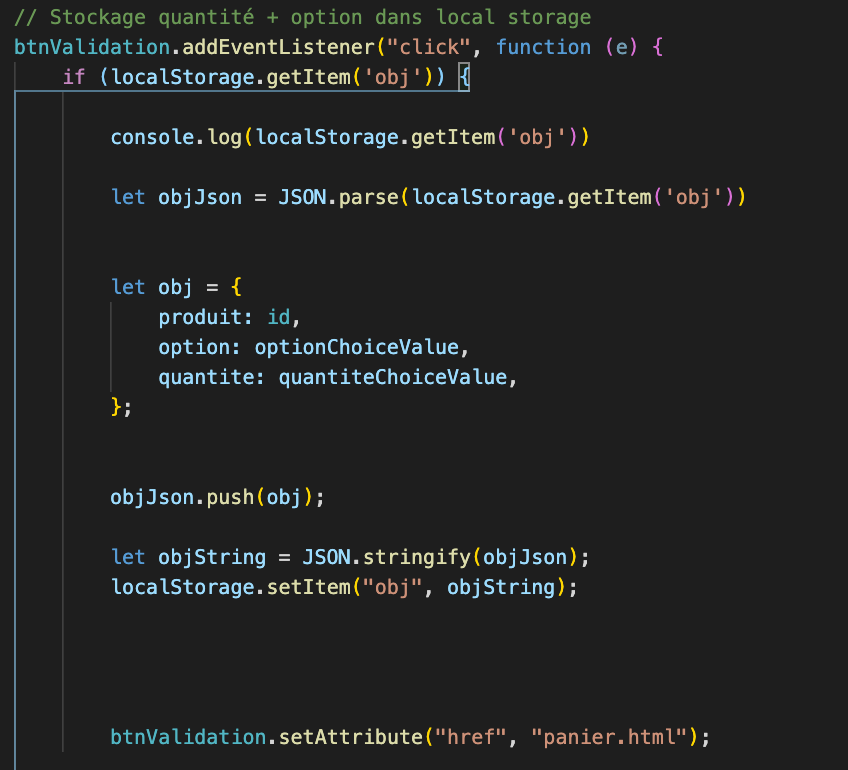 // Stockage quantité + option dans local storage
btnValidation.addEventListener("click", function (e) {
if (localStorage.getItem('obj')) {
console.log(localStorage.getItem('obj'))
let objJson = JSON.parse(localStorage.getItem('obj'))
let obj = {
produit: id,
option: optionChoiceValue,
quantite: quantiteChoiceValue,
};
objJson.push(obj);
let objString = JSON.stringify(objJson);
localStorage.setItem("obj", objString);
btnValidation.setAttribute("href", "panier.html");